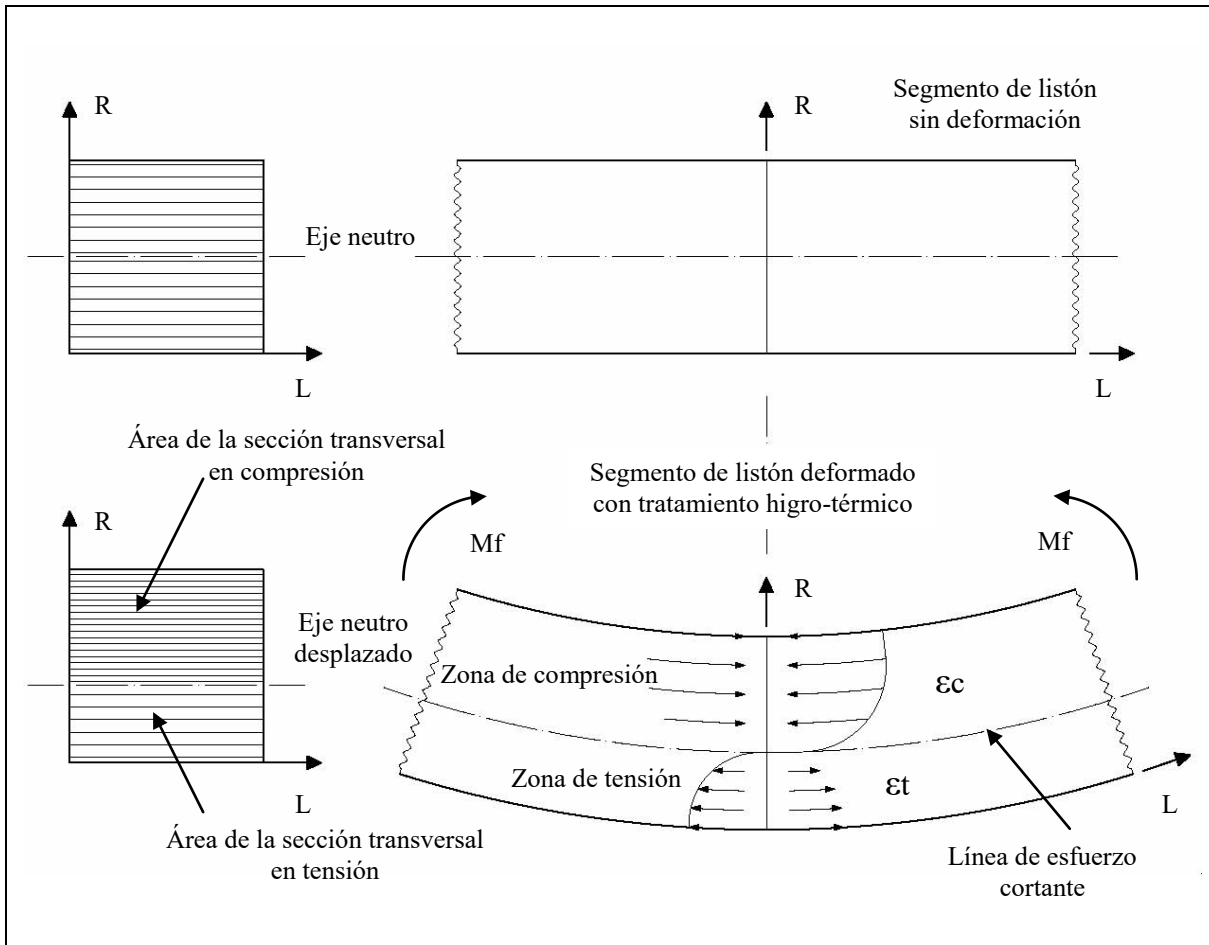 R
R
Segmento de listón
sin deformación
Eje neutro
L
L
Área de la sección transversal
en compresión
Segmento de listón deformado
con tratamiento higro-térmico
R
Mf
Mf
R
Eje neutro
desplazado
Zona de compresión
εc
Zona de tensión
εt
L
L
Área de la sección transversal
en tensión
Línea de esfuerzo
cortante